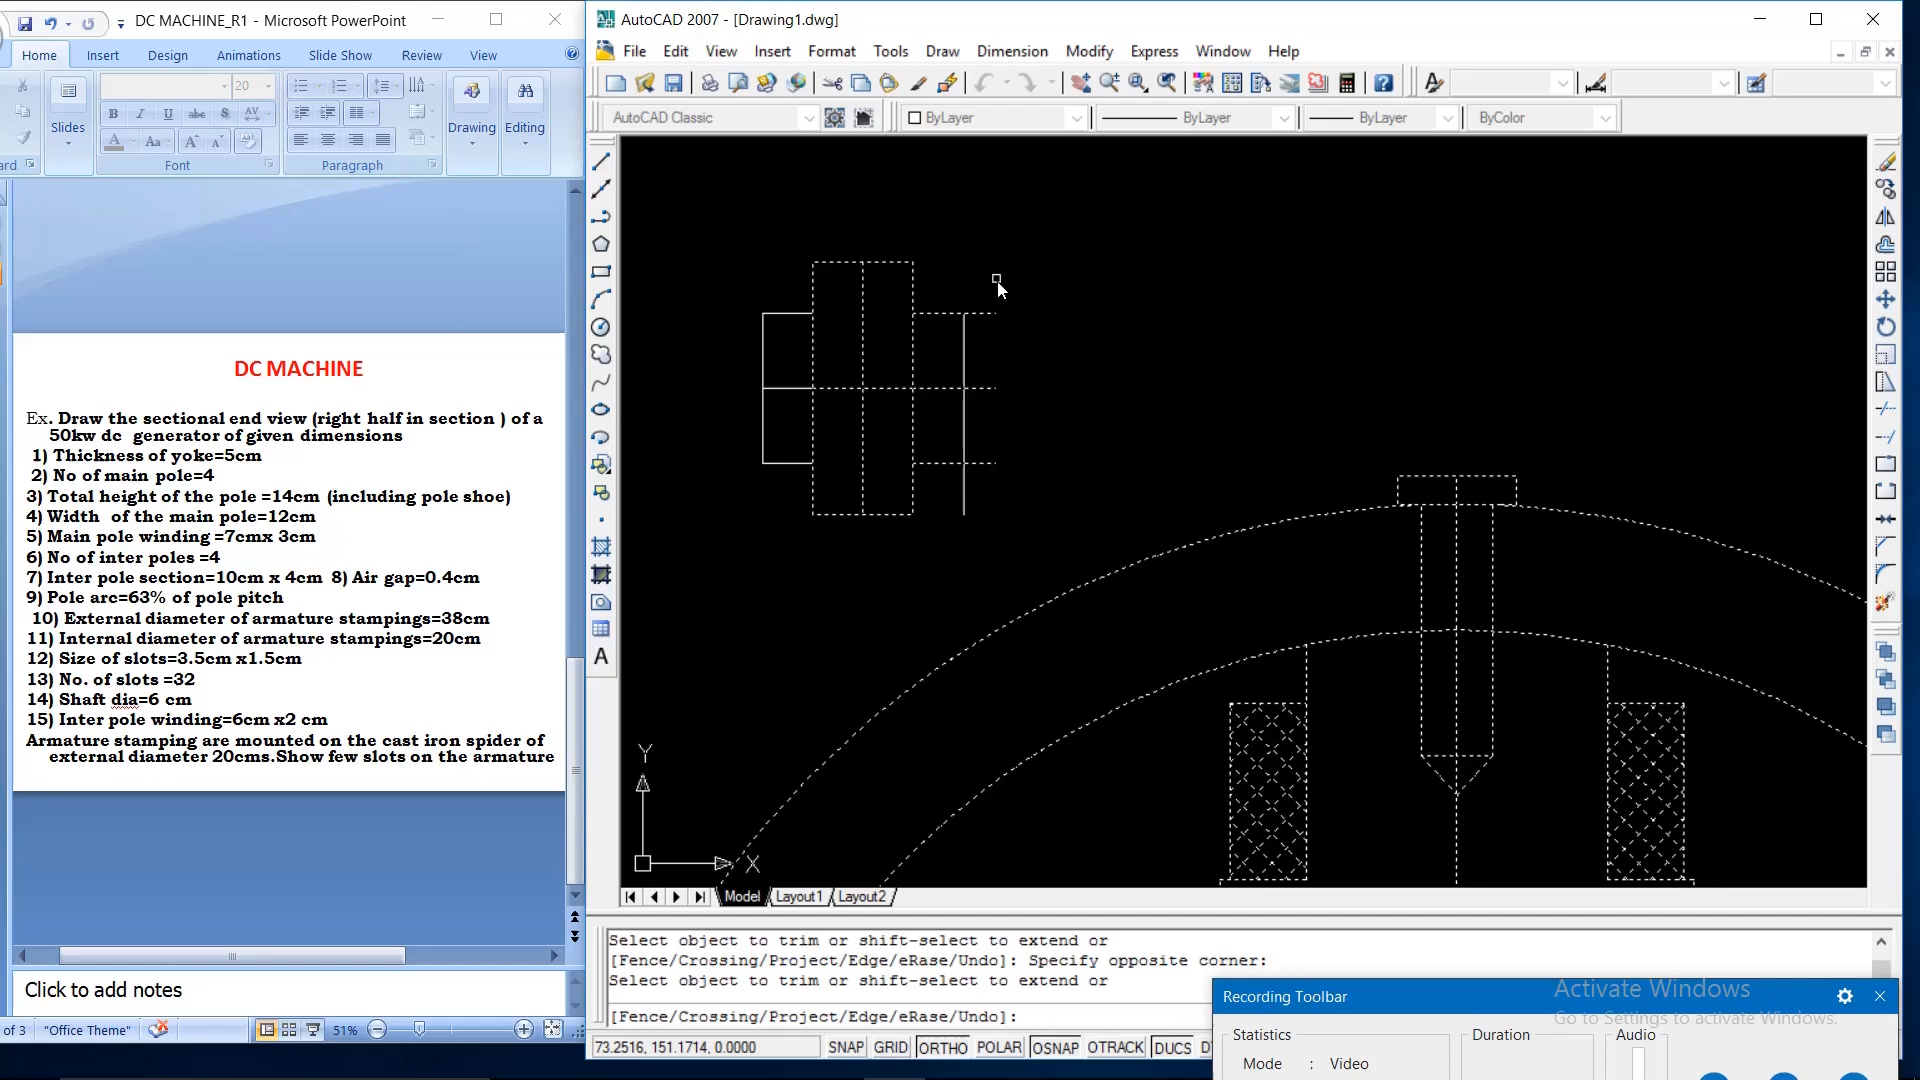 DC MACHINE_R1 - Microsoft PowerPoint
Home Insert Design Animations Slide Show Review View
Slides
20
B I U abc S AV
A Aa A A
Drawing
Editing
ard Font Paragraph
DC MACHINE
Ex. Draw the sectional end view (right half in section ) of a
50kw dc generator of given dimensions
1) Thickness of yoke=5cm
2) No of main pole=4
3) Total height of the pole =14cm (including pole shoe)
4) Width of the main pole=12cm
5) Main pole winding =7cmx 3cm
6) No of inter poles =4
7) Inter pole section=10cm x 4cm 8) Air gap=0.4cm
9) Pole arc=63% of pole pitch
10) External diameter of armature stampings=38cm
11) Internal diameter of armature stampings=20cm
12) Size of slots=3.5cm x1.5cm
13) No. of slots =32
14) Shaft dia=6 cm
15) Inter pole winding=6cm x2 cm
Armature stamping are mounted on the cast iron spider of
external diameter 20cms.Show few slots on the armature
Click to add notes
of 3 "Office Theme" 51%
AutoCAD 2007 - [Drawing1.dwg]
File Edit View Insert Format Tools Draw Dimension Modify Express Window Help
AutoCAD Classic ByLayer ByLayer ByLayer ByColor
A
Y
X
Model Layout1 Layout2
Select object to trim or shift-select to extend or
[Fence/Crossing/Project/Edge/eRase/Undo]: Specify opposite corner:
Select object to trim or shift-select to extend or
[Fence/Crossing/Project/Edge/eRase/Undo]:
73.2516, 151.1714, 0.0000 SNAP GRID ORTHO POLAR OSNAP OTRACK DUCS
Activate Windows
Go to Settings to activate Windows.
Recording Toolbar
Statistics Duration Audio
Mode : Video